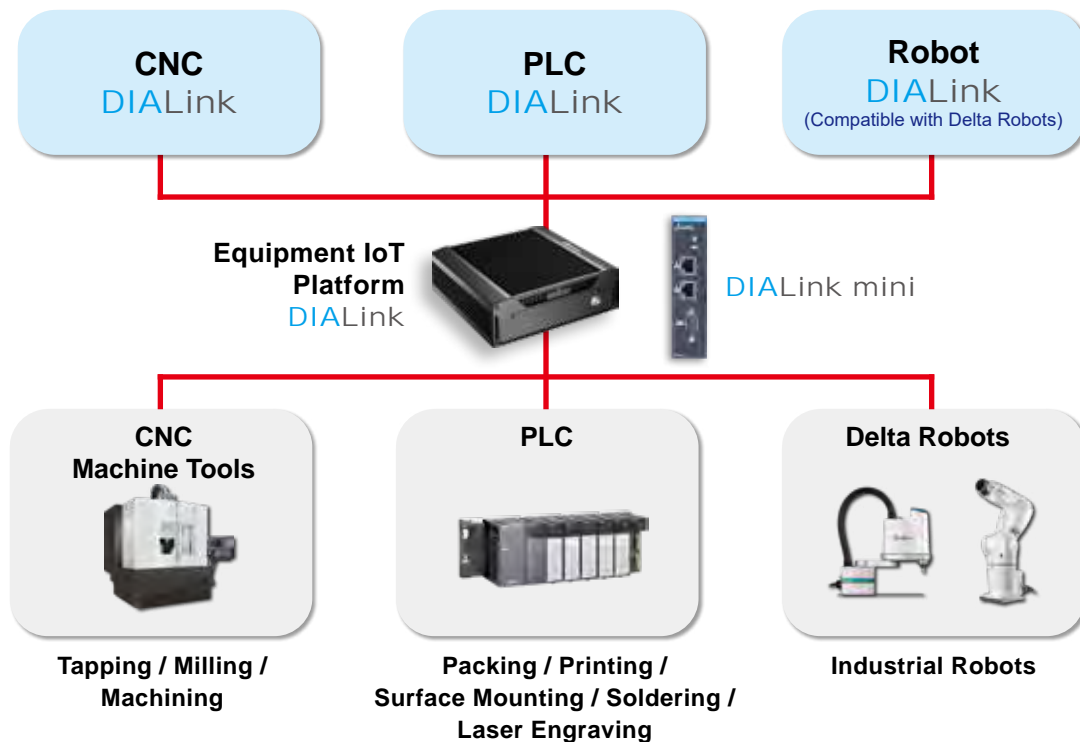 CNC
DIALink
PLC
DIALink
Robot
DIALink
(Compatible with Delta Robots)
Equipment IoT
Platform
DIALink
DIALink mini
CNC
Machine Tools
PLC
Delta Robots
Tapping / Milling /
Machining
Packing / Printing /
Surface Mounting / Soldering /
Laser Engraving
Industrial Robots